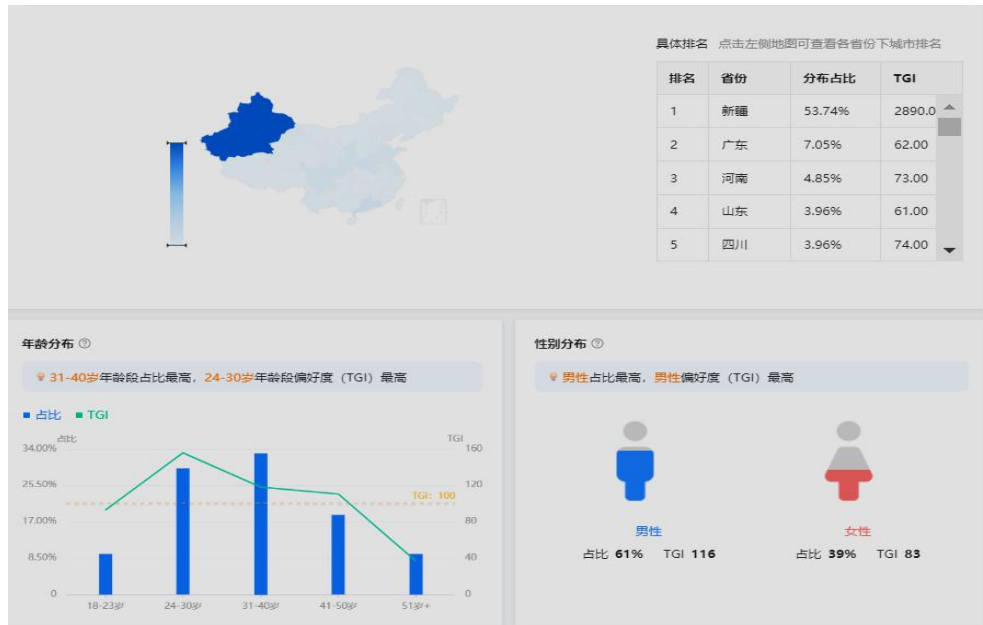 具体排名 点击左侧地图可查看各省份下城市排名
排名 省份 分布占比 TGI
1 新疆 53.74% 2890.0
2 广东 7.05% 62.00
3 河南 4.85% 73.00
4 山东 3.96% 61.00
5 四川 3.96% 74.00
年龄分布 ?
31-40岁年龄段占比最高，24-30岁年龄段偏好度（TGI）最高
占比 TGI
占比 TGI
34.00% 160
25.50% 120
TGI: 100
17.00% 80
8.50% 40
0 0
18-23岁 24-30岁 31-40岁 41-50岁 51岁+
性别分布 ?
男性占比最高，男性偏好度（TGI）最高
男性 女性
占比 61% TGI 116 占比 39% TGI 83